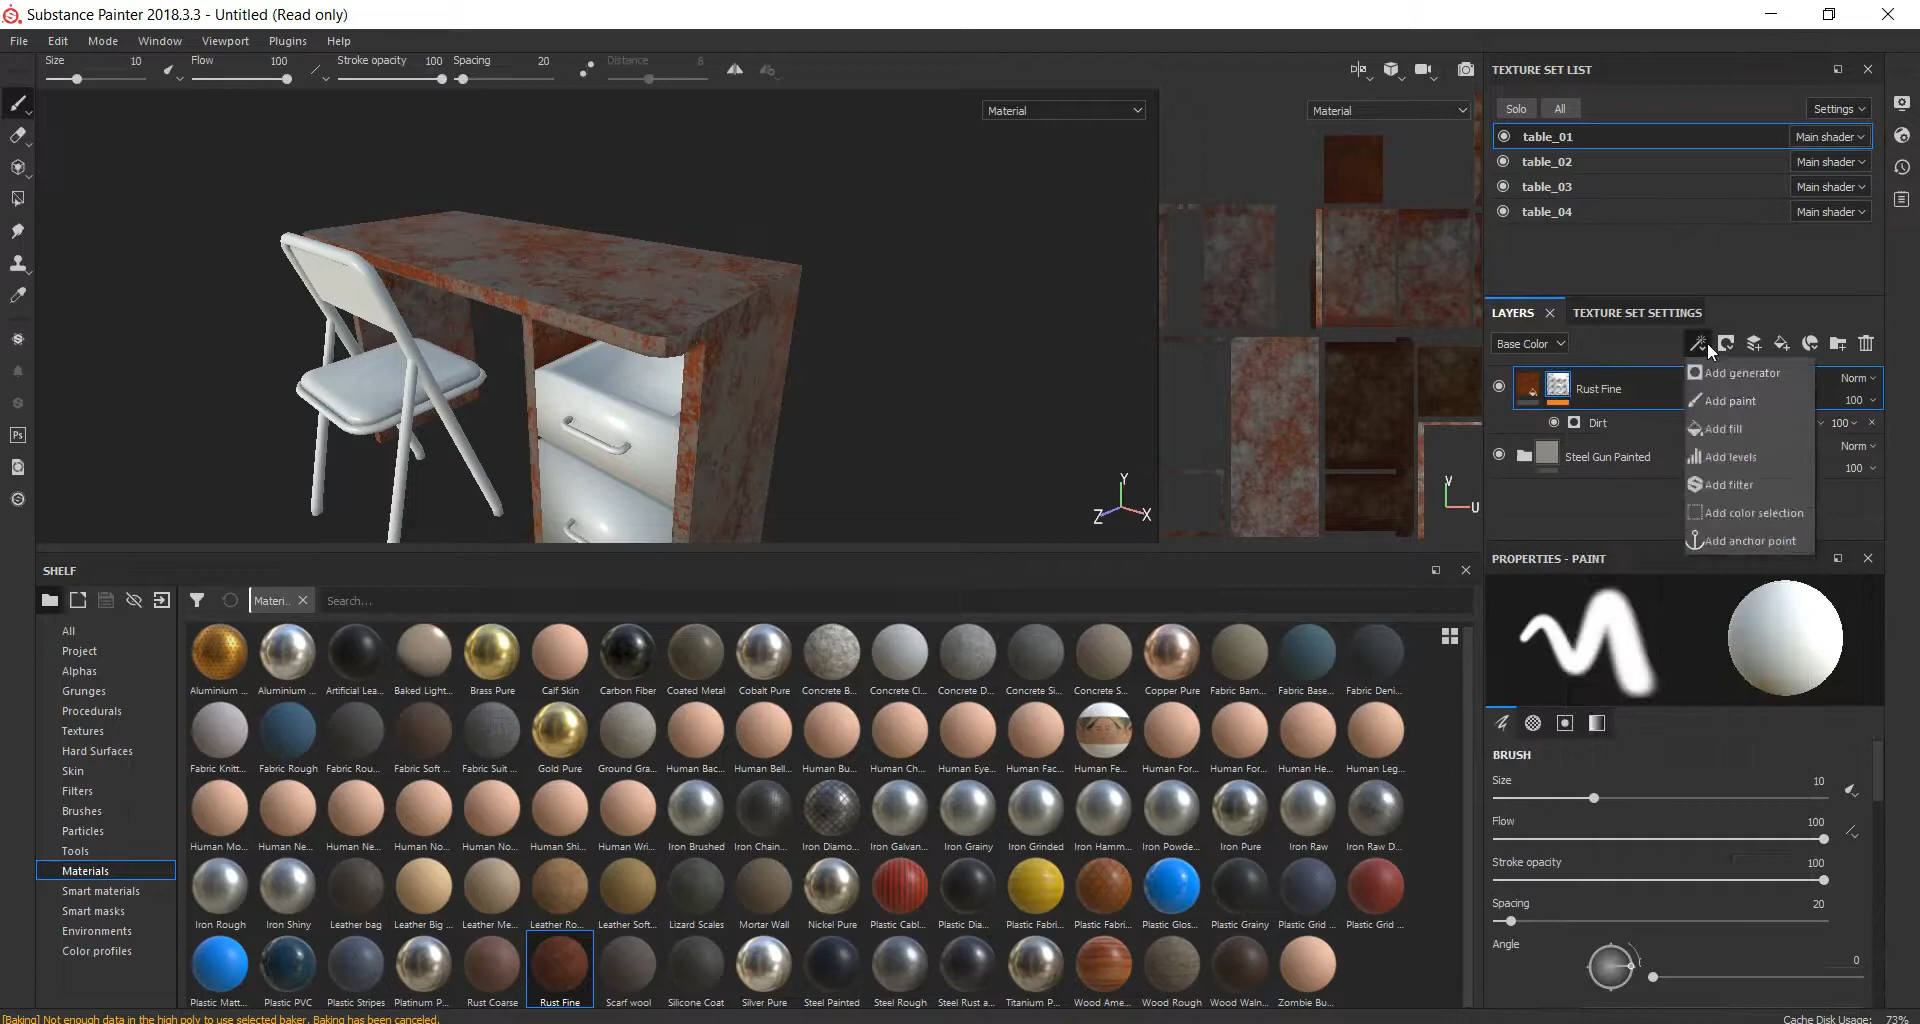 Substance Painter 2018.3.3 - Untitled (Read only)
File Edit Mode Window Viewport Plugins Help
Size 10 Flow 100 Stroke opacity 100 Spacing 20 Distance 8
Material
Material
TEXTURE SET LIST
Solo All Settings
table_01 Main shader
table_02 Main shader
table_03 Main shader
table_04 Main shader
LAYERS TEXTURE SET SETTINGS
Base Color
Rust Fine Norm
100
Dirt 100
Steel Gun Painted Norm
100
Add generator
Add paint
Add fill
Add levels
Add filter
Add color selection
Add anchor point
Y
Z X
V
U
PROPERTIES - PAINT
BRUSH
Size 10
Flow 100
Stroke opacity 100
Spacing 20
Angle 0
SHELF
Materi.. Search...
All
Project
Alphas
Grunges
Procedurals
Textures
Hard Surfaces
Skin
Filters
Brushes
Particles
Tools
Materials
Smart materials
Smart masks
Environments
Color profiles
Aluminium ... Aluminium ... Artificial Lea... Baked Light... Brass Pure Calf Skin Carbon Fiber Coated Metal Cobalt Pure Concrete B... Concrete Cl... Concrete D... Concrete Si... Concrete S... Copper Pure Fabric Bam... Fabric Base... Fabric Deni...
Fabric Knitt... Fabric Rough Fabric Rou... Fabric Soft ... Fabric Suit ... Gold Pure Ground Gra... Human Bac... Human Bell... Human Bu... Human Ch... Human Eye... Human Fac... Human Fe... Human For... Human For... Human He... Human Leg...
Human Mo... Human Ne... Human Ne... Human No... Human No... Human Shi... Human Wri... Iron Brushed Iron Chain... Iron Diamo... Iron Galvan... Iron Grainy Iron Grinded Iron Hamm... Iron Powde... Iron Pure Iron Raw Iron Raw D...
Iron Rough Iron Shiny Leather bag Leather Big ... Leather Me... Leather Ro... Leather Soft... Lizard Scales Mortar Wall Nickel Pure Plastic Cabl... Plastic Dia... Plastic Fabri... Plastic Fabri... Plastic Glos... Plastic Grainy Plastic Grid ... Plastic Grid ...
Plastic Matt... Plastic PVC Plastic Stripes Platinum P... Rust Coarse Rust Fine Scarf wool Silicone Coat Silver Pure Steel Painted Steel Rough Steel Rust a... Titanium P... Wood Ame... Wood Rough Wood Waln... Zombie Bu...
[Baking] Not enough data in the high poly to use selected baker. Baking has been canceled.
Cache Disk Usage: 73%
Ps